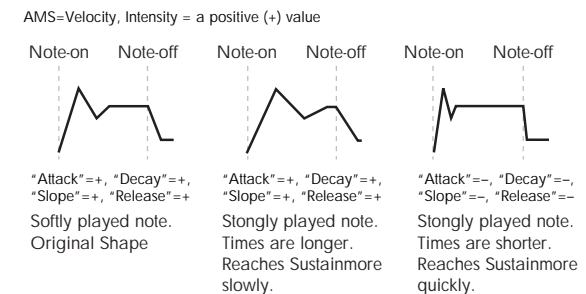 AMS=Velocity, Intensity = a positive (+) value
Note-on Note-off Note-on Note-off Note-on Note-off
"Attack"=+, "Decay"=+,
"Slope"=+, "Release"=+
Softly played note.
Original Shape
"Attack"=+, "Decay"=+,
"Slope"=+, "Release"=+
Stongly played note.
Times are longer.
Reaches Sustainmore
slowly.
"Attack"=–, "Decay"=–,
"Slope"=–, "Release"=–
Stongly played note.
Times are shorter.
Reaches Sustainmore
quickly.